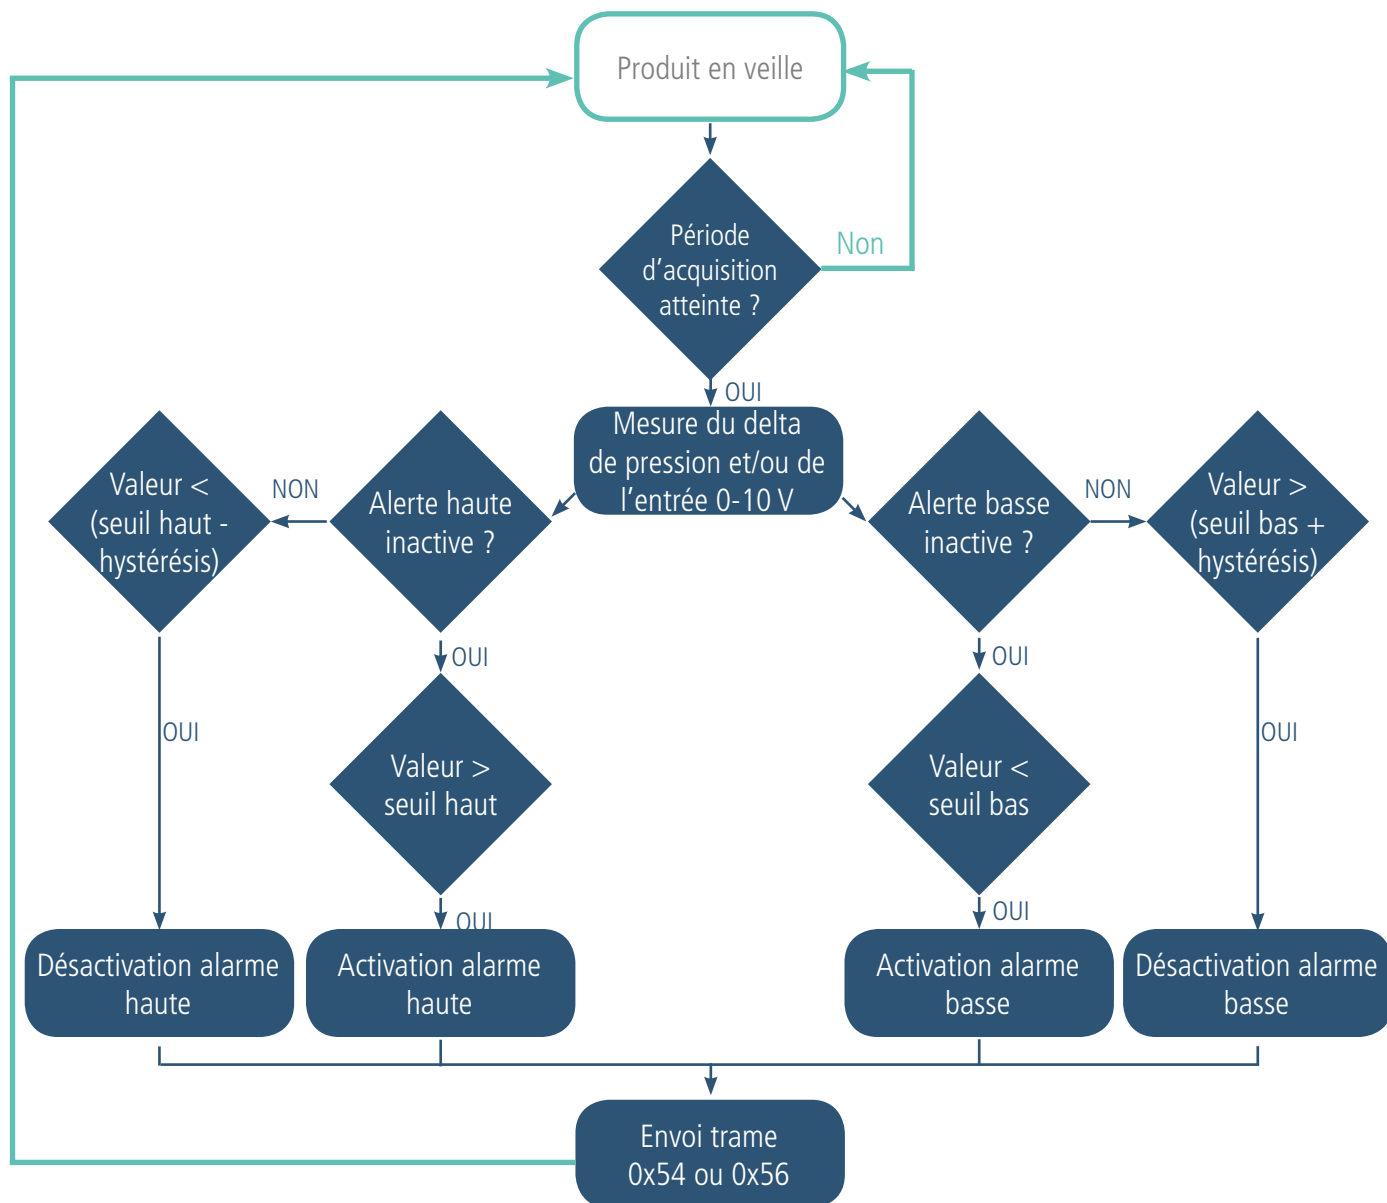 Produit en veille
Période
d’acquisition
atteinte ?
Non
OUI
Mesure du delta
de pression et/ou de
l’entrée 0-10 V
Valeur <
(seuil haut -
hystérésis)
NON
Alerte haute
inactive ?
Alerte basse
inactive ?
NON
Valeur >
(seuil bas +
hystérésis)
OUI
OUI
OUI
Valeur >
seuil haut
Valeur <
seuil bas
OUI
OUI
OUI
Désactivation alarme
haute
Activation alarme
haute
Activation alarme
basse
Désactivation alarme
basse
Envoi trame
0x54 ou 0x56